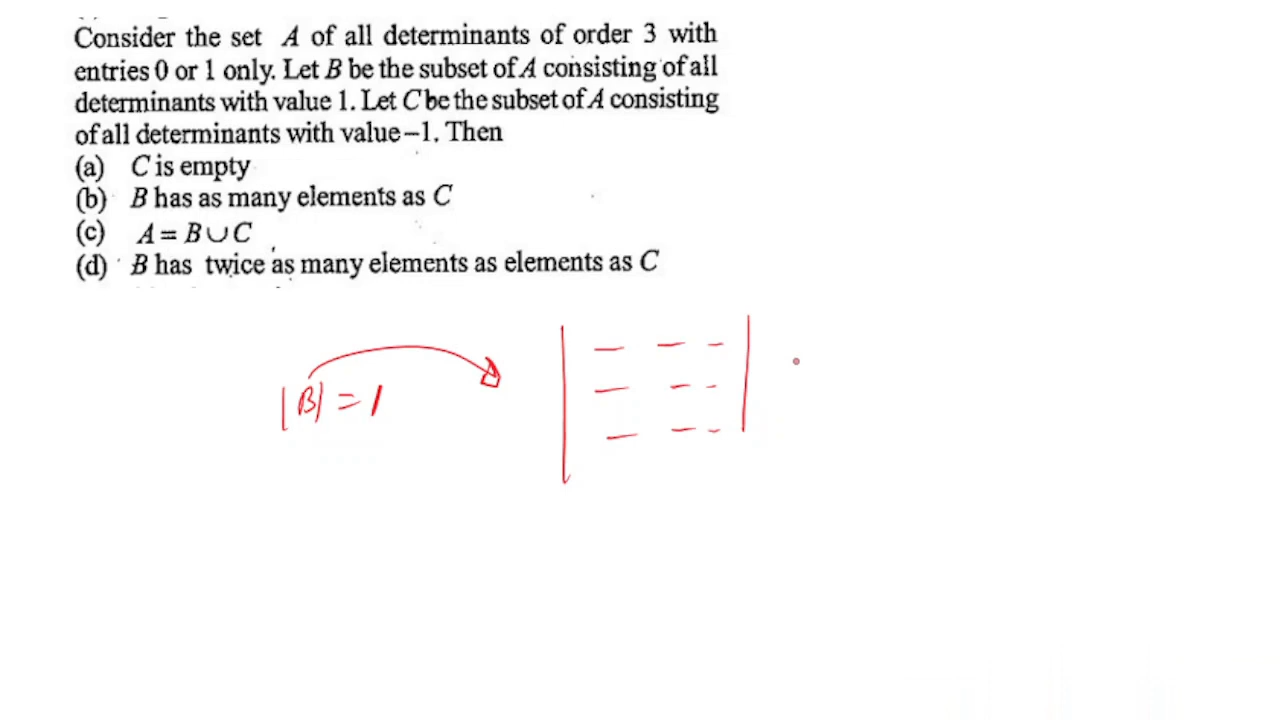 Consider the set A of all determinants of order 3 with
entries 0 or 1 only. Let B be the subset of A consisting of all
determinants with value 1. Let C be the subset of A consisting
of all determinants with value –1. Then
(a) C is empty
(b) B has as many elements as C
(c) A = B∪C
(d) B has twice as many elements as elements as C
|B| = 1